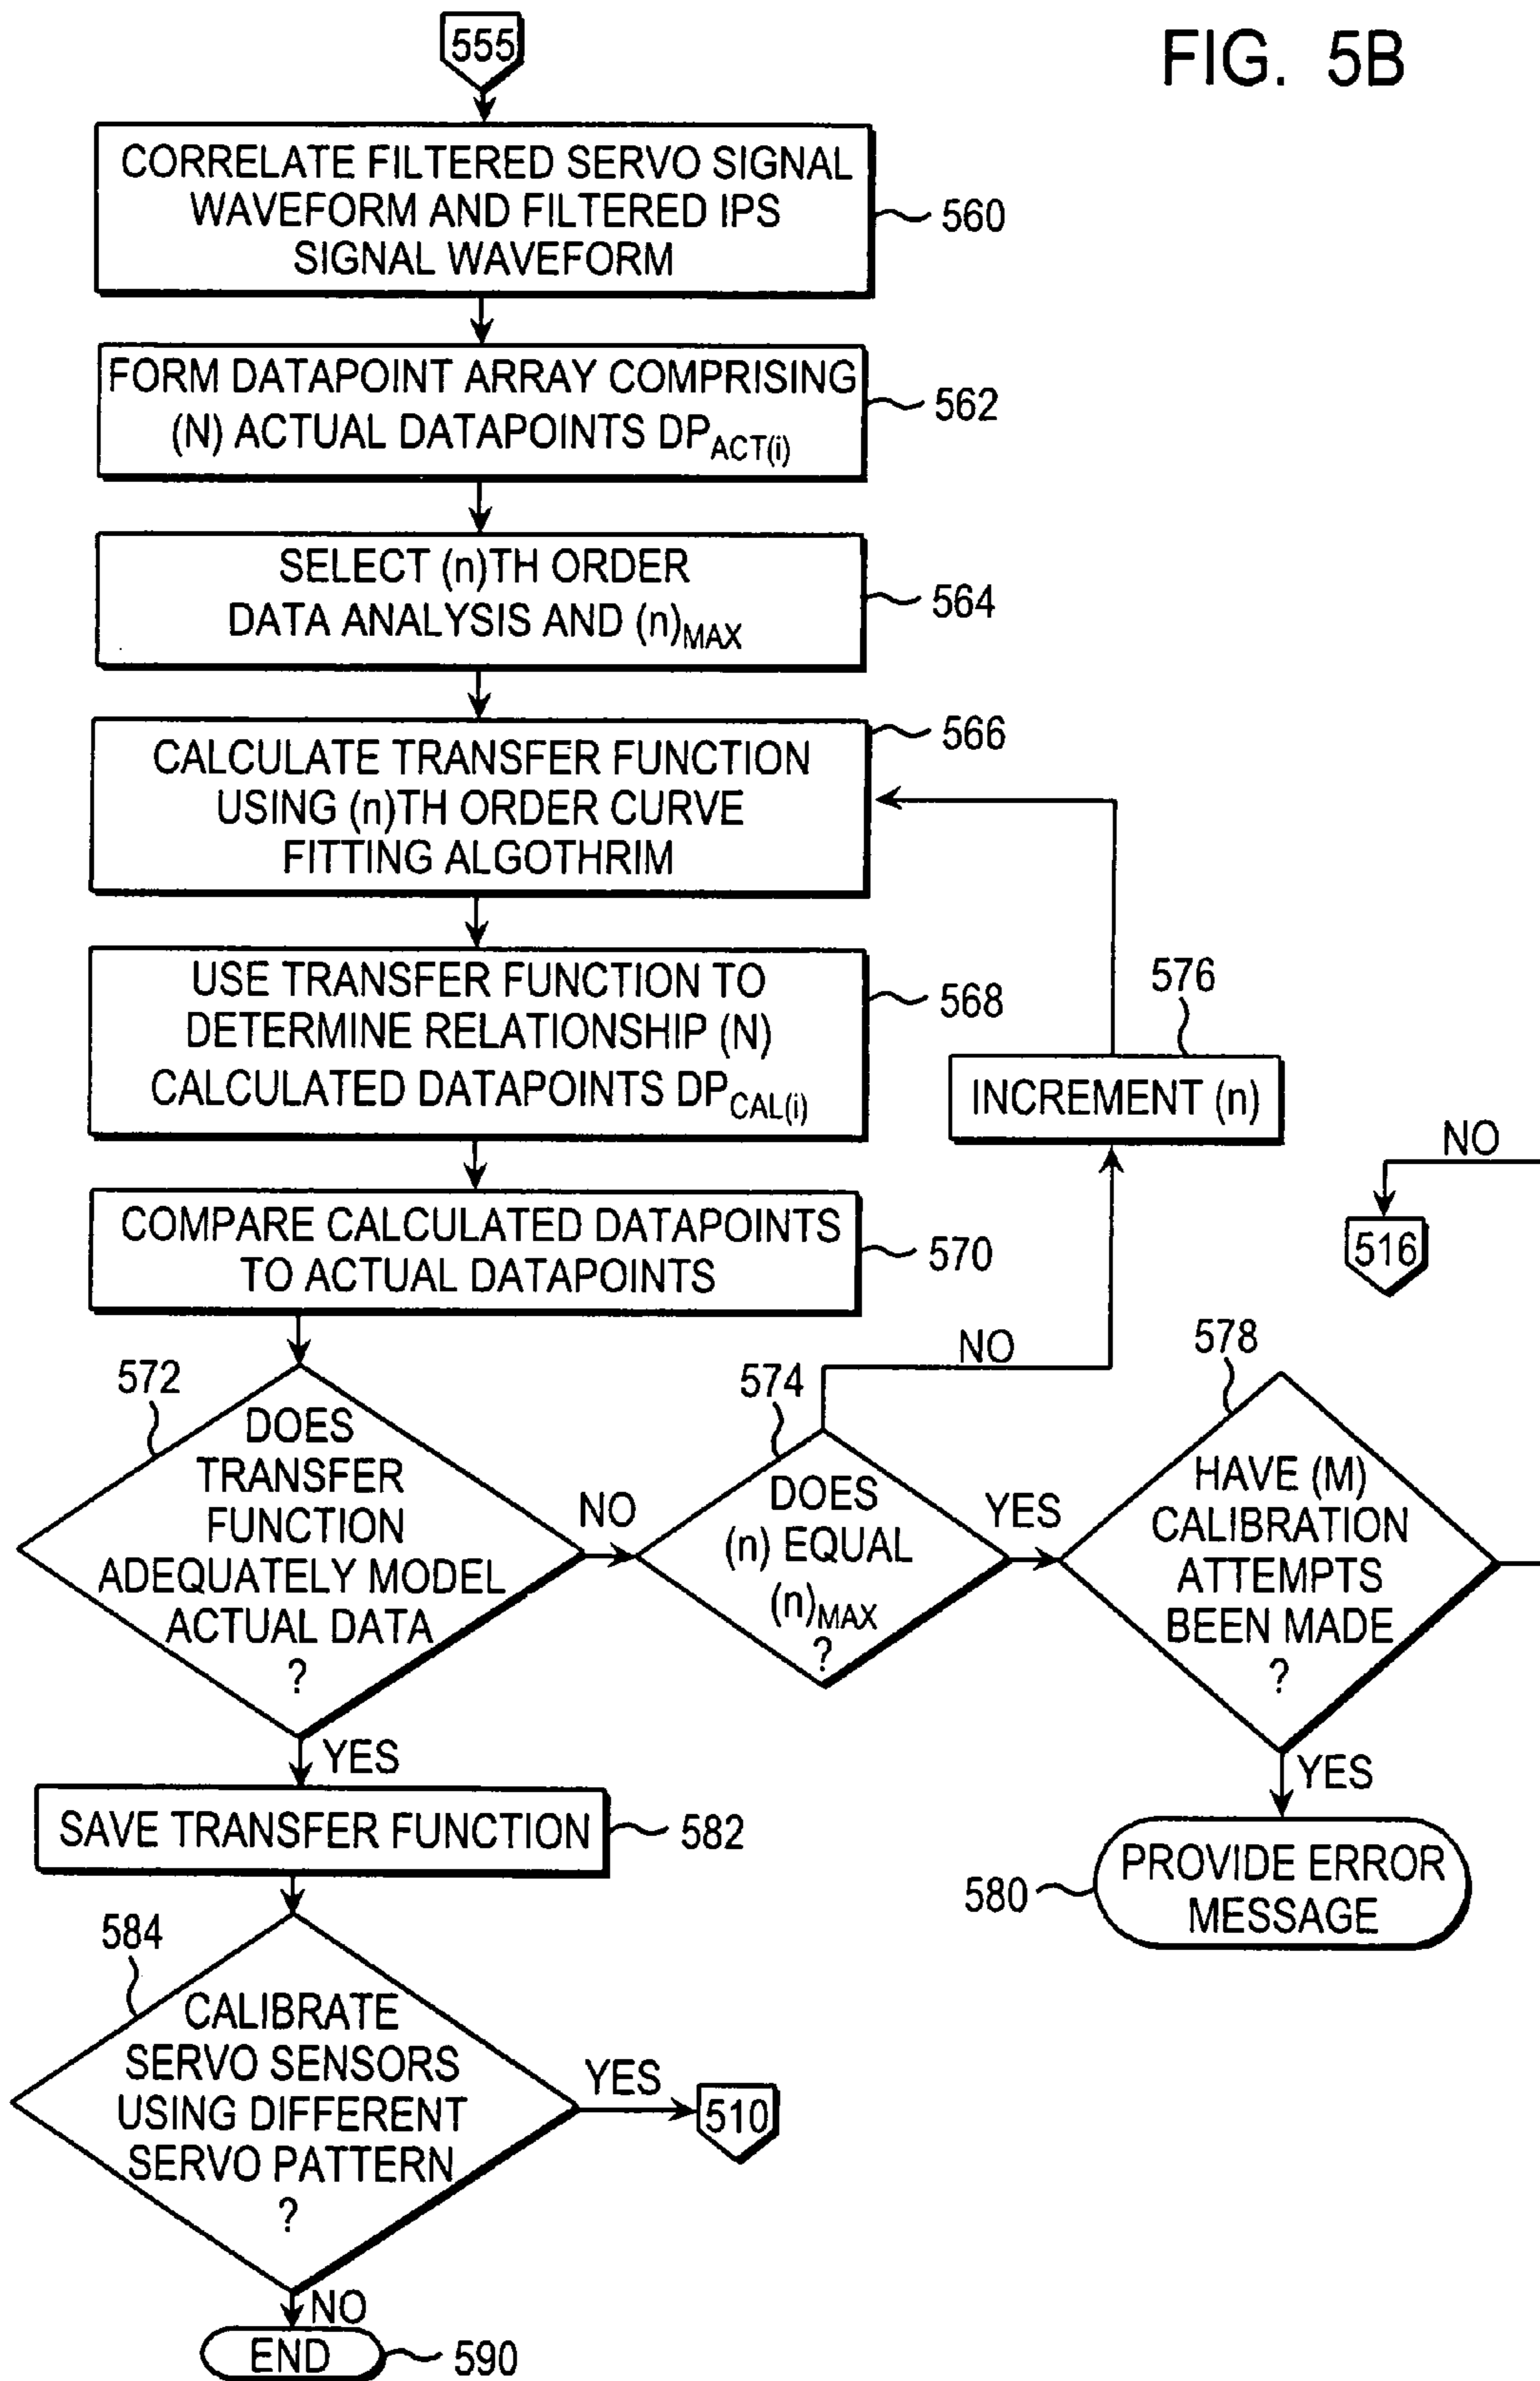 FIG. 5B
555
CORRELATE FILTERED SERVO SIGNAL
WAVEFORM AND FILTERED IPS
SIGNAL WAVEFORM
560
FORM DATAPOINT ARRAY COMPRISING
(N) ACTUAL DATAPOINTS DP_ACT(i)
562
SELECT (n)TH ORDER
DATA ANALYSIS AND (n)_MAX
564
CALCULATE TRANSFER FUNCTION
USING (n)TH ORDER CURVE
FITTING ALGOTHRIM
566
USE TRANSFER FUNCTION TO
DETERMINE RELATIONSHIP (N)
CALCULATED DATAPOINTS DP_CAL(i)
568
576
INCREMENT (n)
NO
516
COMPARE CALCULATED DATAPOINTS
TO ACTUAL DATAPOINTS
570
572
DOES
TRANSFER
FUNCTION
ADEQUATELY MODEL
ACTUAL DATA
?
NO
574
DOES
(n) EQUAL
(n)_MAX
?
NO
YES
578
HAVE (M)
CALIBRATION
ATTEMPTS
BEEN MADE
?
YES
PROVIDE ERROR
MESSAGE
580
YES
SAVE TRANSFER FUNCTION
582
584
CALIBRATE
SERVO SENSORS
USING DIFFERENT
SERVO PATTERN
?
YES
510
NO
END
590